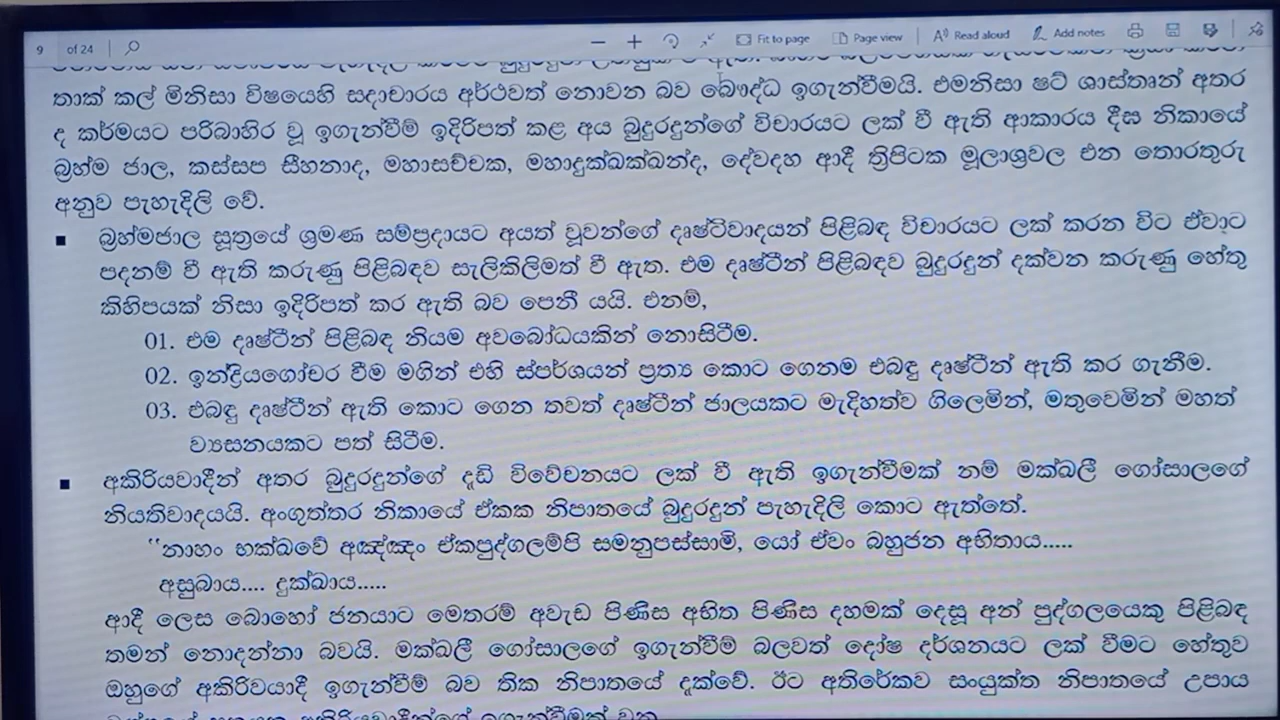 9 of 24 Fit to page Page view Read aloud Add notes
තාක් කල් මිනිසා විෂයෙහි සදාචාරය අර්ථවත් නොවන බව බෞද්ධ ඉගැන්වීමයි. එමනිසා ෂට් ශාස්තෘන් අතර
ද කර්මයට පරිබාහිර වූ ඉගැන්වීම් ඉදිරිපත් කළ අය බුදුරදුන්ගේ විචාරයට ලක් වී ඇති ආකාරය දීඝ නිකායේ
බ්‍රහ්ම ජාල, කස්සප සීහනාද, මහාසච්චක, මහාදුක්ඛක්ඛන්ද, දේවදහ ආදී ත්‍රිපිටක මූලාශ්‍රවල එන තොරතුරු
අනුව පැහැදිලි වේ.
▪ බ්‍රහ්මජාල සූත්‍රයේ ශ්‍රමණ සම්ප්‍රදායට අයත් වූවන්ගේ දෘෂ්ටිවාදයන් පිළිබඳ විචාරයට ලක් කරන විට ඒවාට
පදනම් වී ඇති කරුණු පිළිබඳව සැලිකිලිමත් වී ඇත. එම දෘෂ්ටීන් පිළිබඳව බුදුරදුන් දක්වන කරුණු හේතු
කිහිපයක් නිසා ඉදිරිපත් කර ඇති බව පෙනී යයි. එනම්,
01. එම දෘෂ්ටීන් පිළිබඳ නියම අවබෝධයකින් නොසිටීම.
02. ඉන්ද්‍රියගෝචර වීම මගින් එහි ස්පර්ශයන් ප්‍රත්‍ය කොට ගෙනම එබඳු දෘෂ්ටීන් ඇති කර ගැනීම.
03. එබඳු දෘෂ්ටීන් ඇති කොට ගෙන තවත් දෘෂ්ටීන් ජාලයකට මැදිහත්ව ගිලෙමින්, මතුවෙමින් මහත්
ව්‍යසනයකට පත් සිටීම.
▪ අකිරියවාදීන් අතර බුදුරදුන්ගේ දැඩි විවේචනයට ලක් වී ඇති ඉගැන්වීමක් නම් මක්ඛලී ගෝසාලගේ
නියතිවාදයයි. අංගුත්තර නිකායේ ඒකක නිපාතයේ බුදුරදුන් පැහැදිලි කොට ඇත්තේ.
“නාහං භක්ඛවේ අඤ්ඤං ඒකපුද්ගලම්පි සමනුපස්සාමි, යෝ ඒවං බහුජන අහිතාය.....
අසුබාය.... දුක්ඛාය.....
ආදී ලෙස බොහෝ ජනයාට මෙතරම් අවැඩ පිණිස අහිත පිණිස දහමක් දෙසූ අන් පුද්ගලයෙකු පිළිබඳ
තමන් නොදන්නා බවයි. මක්ඛලී ගෝසාලගේ ඉගැන්වීම් බලවත් දෝෂ දර්ශනයට ලක් වීමට හේතුව
ඔහුගේ අකිරිවයාදී ඉගැන්වීම් බව තික නිපාතයේ දැක්වේ. ඊට අතිරේකව සංයුක්ත නිපාතයේ උපාය